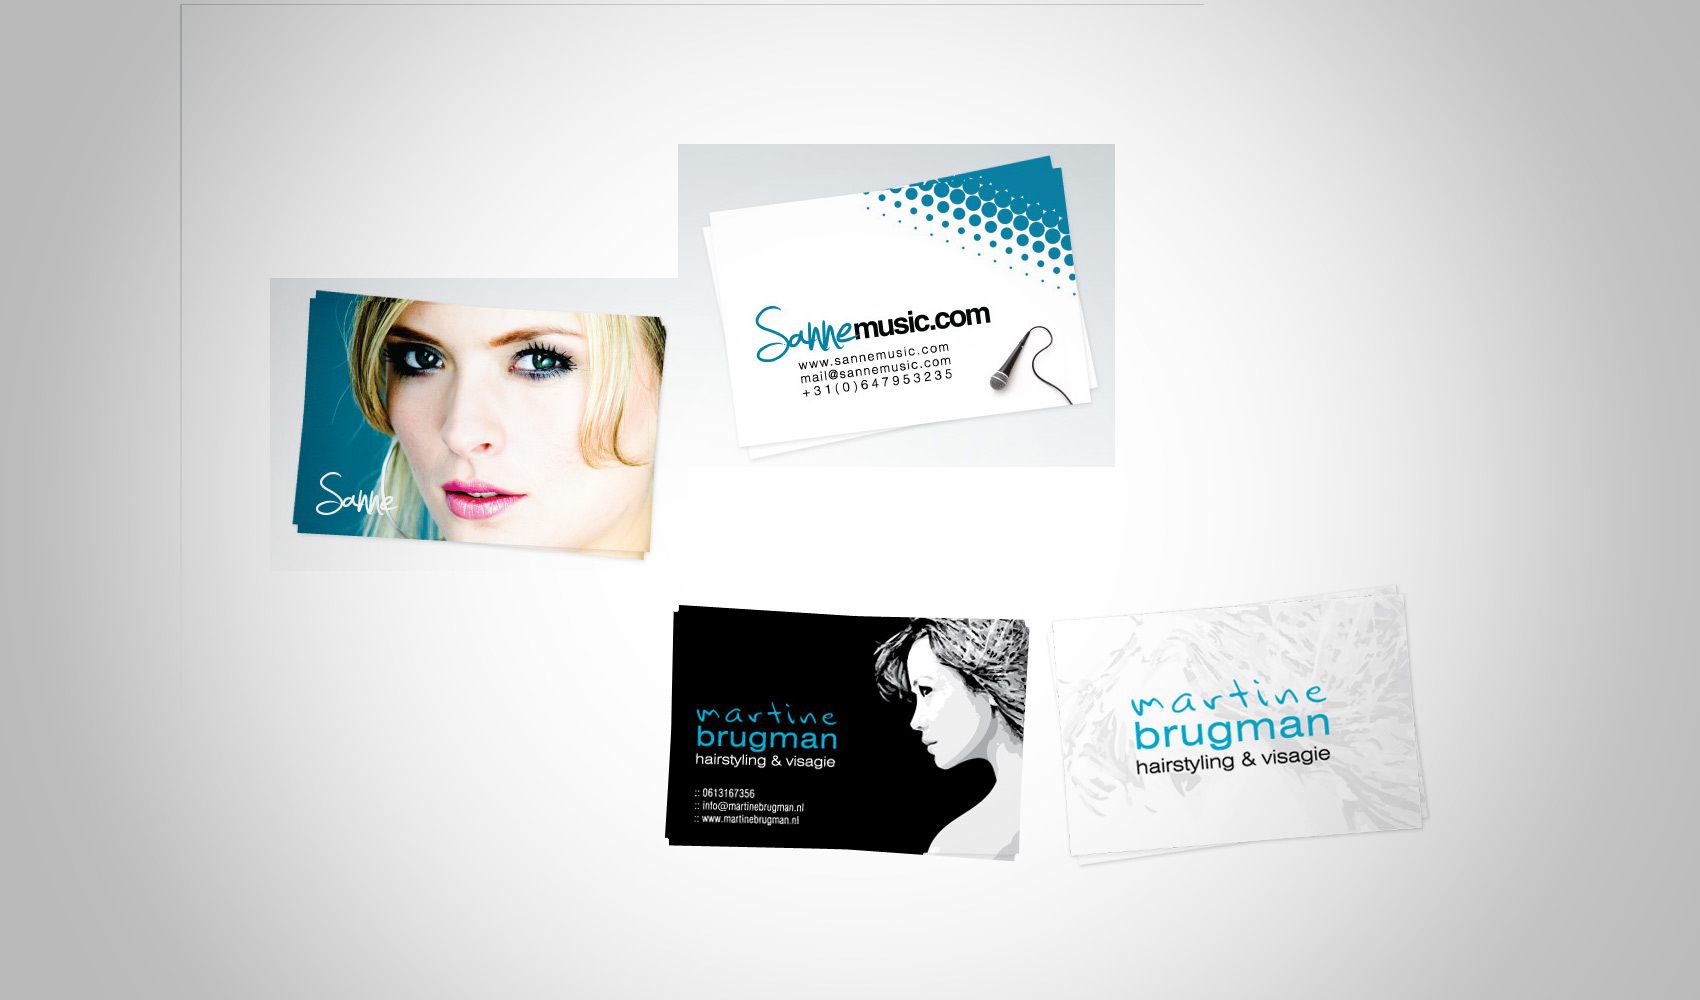 Sanne
Sannemusic.com
www.sannemusic.com
mail@sannemusic.com
+31(0)647953235
martine
brugman
hairstyling & visagie
:: 0613167356
:: info@martinebrugman.nl
:: www.martinebrugman.nl
martine
brugman
hairstyling & visagie